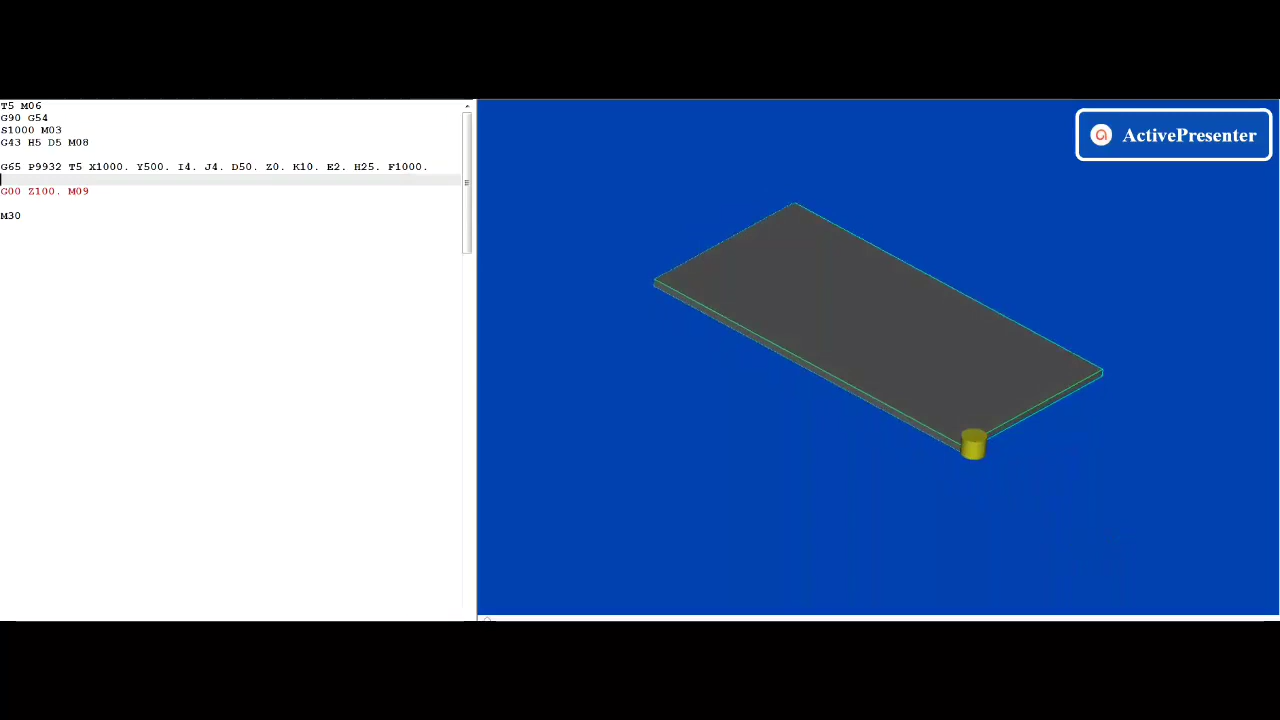 T5 M06
G90 G54
S1000 M03
G43 H5 D5 M08
G65 P9932 T5 X1000. Y500. I4. J4. D50. Z0. K10. E2. H25. F1000.
G00 Z100. M09
M30
ActivePresenter